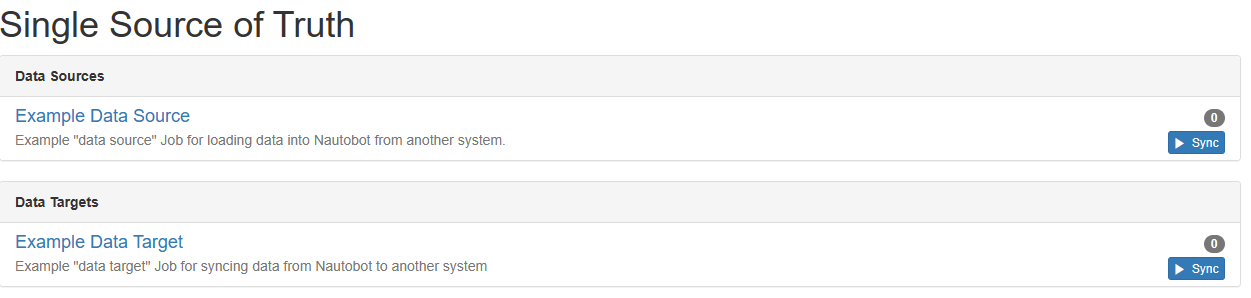 Single Source of Truth
Data Sources
Example Data Source
0
Example "data source" Job for loading data into Nautobot from another system.
Sync
Data Targets
Example Data Target
0
Example "data target" Job for syncing data from Nautobot to another system
Sync